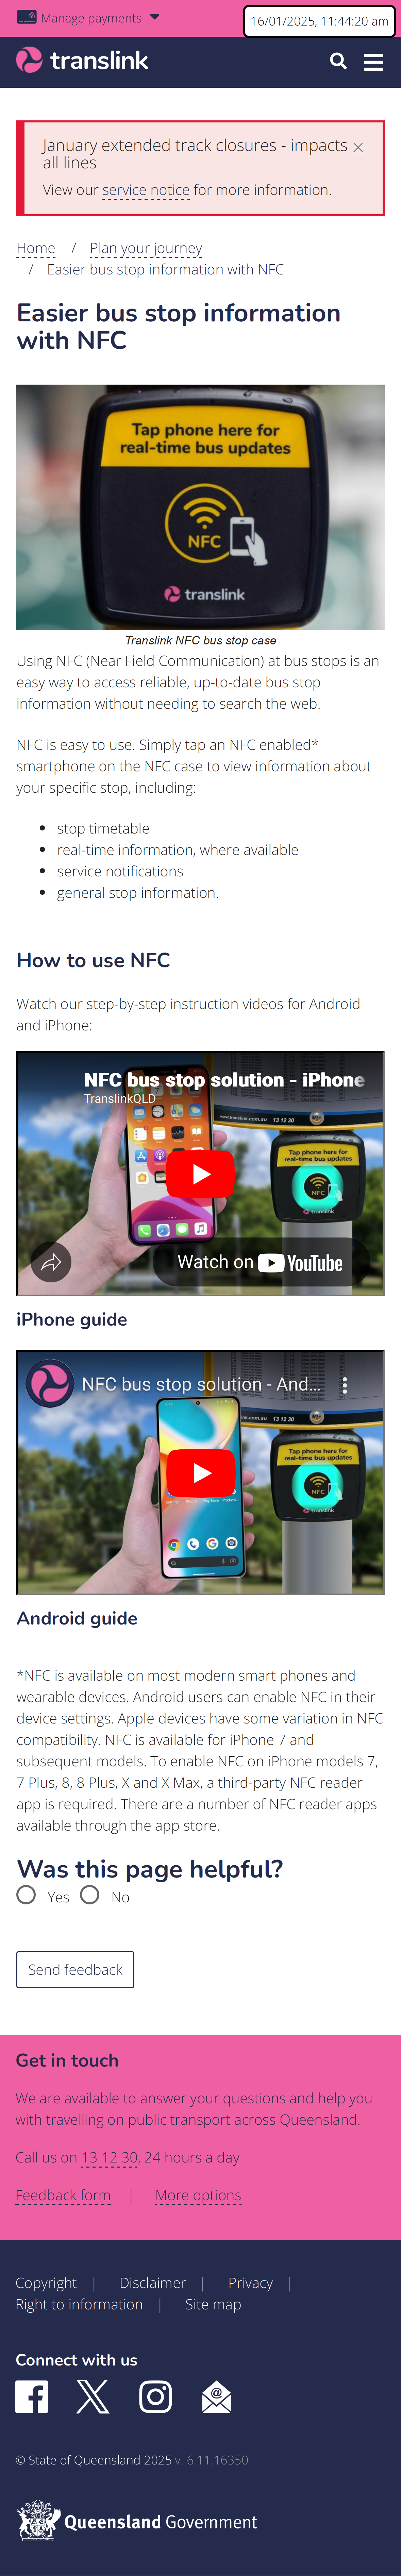 Manage payments
16/01/2025, 11:44:20 am
translink
January extended track closures - impacts
all lines
View our service notice for more information.
Home / Plan your journey
/ Easier bus stop information with NFC
Easier bus stop information
with NFC
Tap phone here for
real-time bus updates
NFC
translink
Translink NFC bus stop case
Using NFC (Near Field Communication) at bus stops is an
easy way to access reliable, up-to-date bus stop
information without needing to search the web.
NFC is easy to use. Simply tap an NFC enabled*
smartphone on the NFC case to view information about
your specific stop, including:
stop timetable
real-time information, where available
service notifications
general stop information.
How to use NFC
Watch our step-by-step instruction videos for Android
and iPhone:
NFC bus stop solution - iPhone
TranslinkQLD
www.translink.com.au 13 12 30
Tap phone here for
real-time bus updates
NFC
translink
Watch on YouTube
iPhone guide
NFC bus stop solution - And...
13 12 30
Tap phone here for
real-time bus updates
NFC
translink
Android guide
*NFC is available on most modern smart phones and
wearable devices. Android users can enable NFC in their
device settings. Apple devices have some variation in NFC
compatibility. NFC is available for iPhone 7 and
subsequent models. To enable NFC on iPhone models 7,
7 Plus, 8, 8 Plus, X and X Max, a third-party NFC reader
app is required. There are a number of NFC reader apps
available through the app store.
Was this page helpful?
Yes No
Send feedback
Get in touch
We are available to answer your questions and help you
with travelling on public transport across Queensland.
Call us on 13 12 30, 24 hours a day
Feedback form | More options
Copyright | Disclaimer | Privacy |
Right to information | Site map
Connect with us
© State of Queensland 2025 v. 6.11.16350
Queensland Government